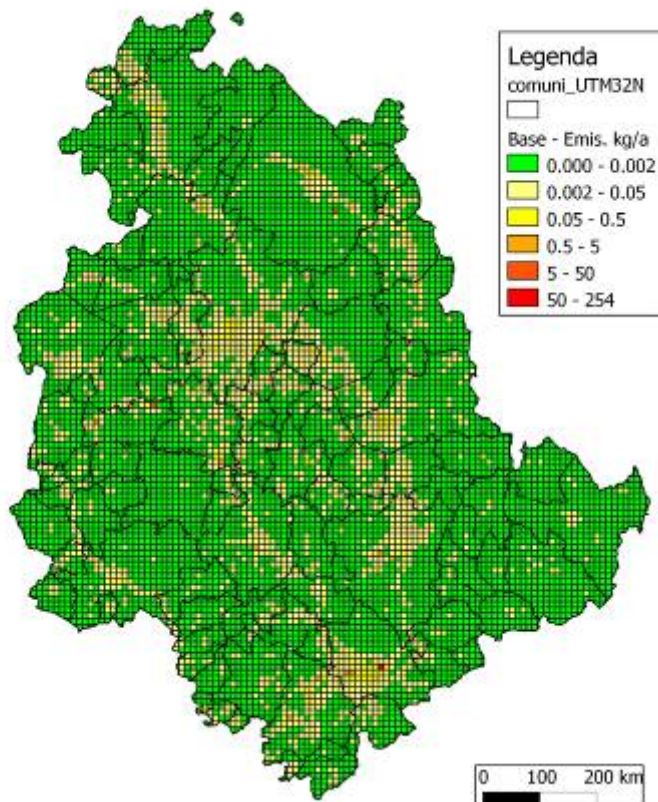 Legenda
comuni_UTM32N
Base - Emis. kg/a
0.000 - 0.002
0.002 - 0.05
0.05 - 0.5
0.5 - 5
5 - 50
50 - 254
0 100 200 km